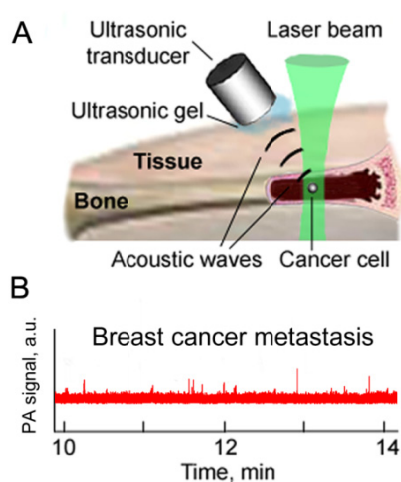 A
Ultrasonic
transducer
Laser beam
Ultrasonic gel
Tissue
Bone
Acoustic waves
Cancer cell
B
Breast cancer metastasis
PA signal, a.u.
10
12
14
Time, min